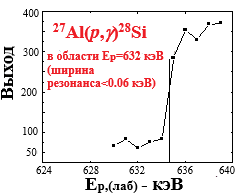 400
²⁷Al(p,γ)²⁸Si
в области Ep=632 кэВ
(ширина
резонанса<0.06 кэВ)
300
200
100
50
Выход
624 628 632 636 640
Ep,(лаб) - кэВ